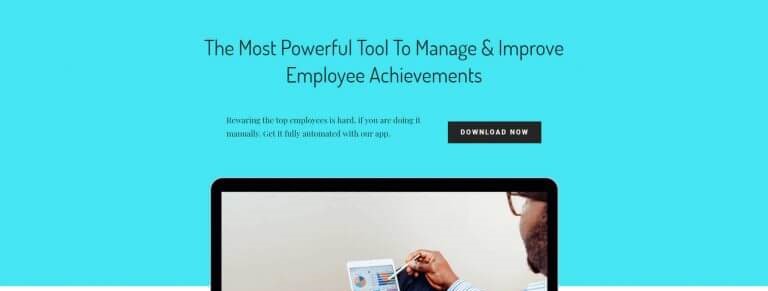 The Most Powerful Tool To Manage & Improve
Employee Achievements
Rewaring the top employees is hard, if you are doing it
manually. Get it fully automated with our app.
DOWNLOAD NOW